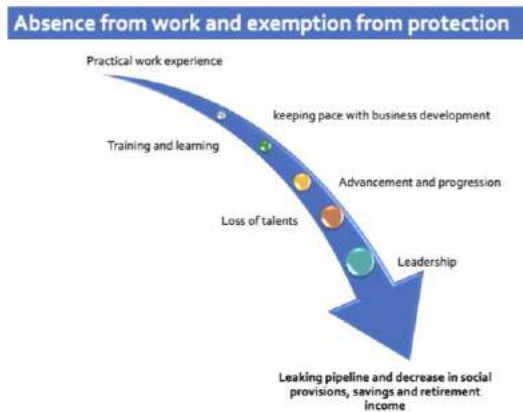 Absence from work and exemption from protection
Practical work experience
keeping pace with business development
Training and learning
Advancement and progression
Loss of talents
Leadership
Leaking pipeline and decrease in social
provisions, savings and retirement
income